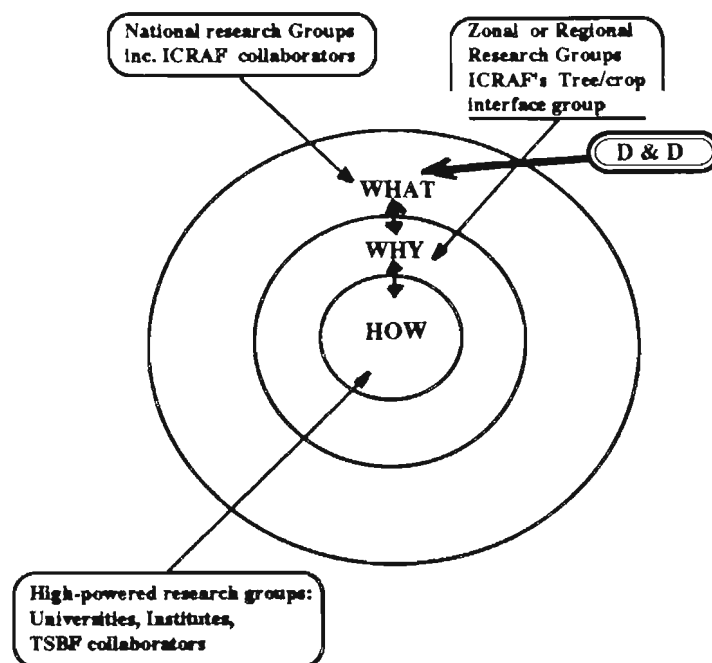 National research Groups
inc. ICRAF collaborators
Zonal or Regional
Research Groups
ICRAF's Tree/crop
interface group
D & D
WHAT
WHY
HOW
High-powered research groups:
Universities, Institutes,
TSBF collaborators